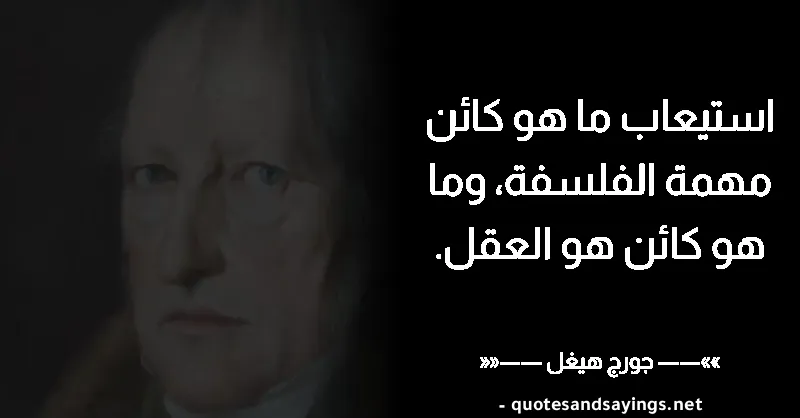 استيعاب ما هو كائن
مهمة الفلسفة، وما
هو كائن هو العقل.
»»—— جورج هيغل ——««
- quotesandsayings.net